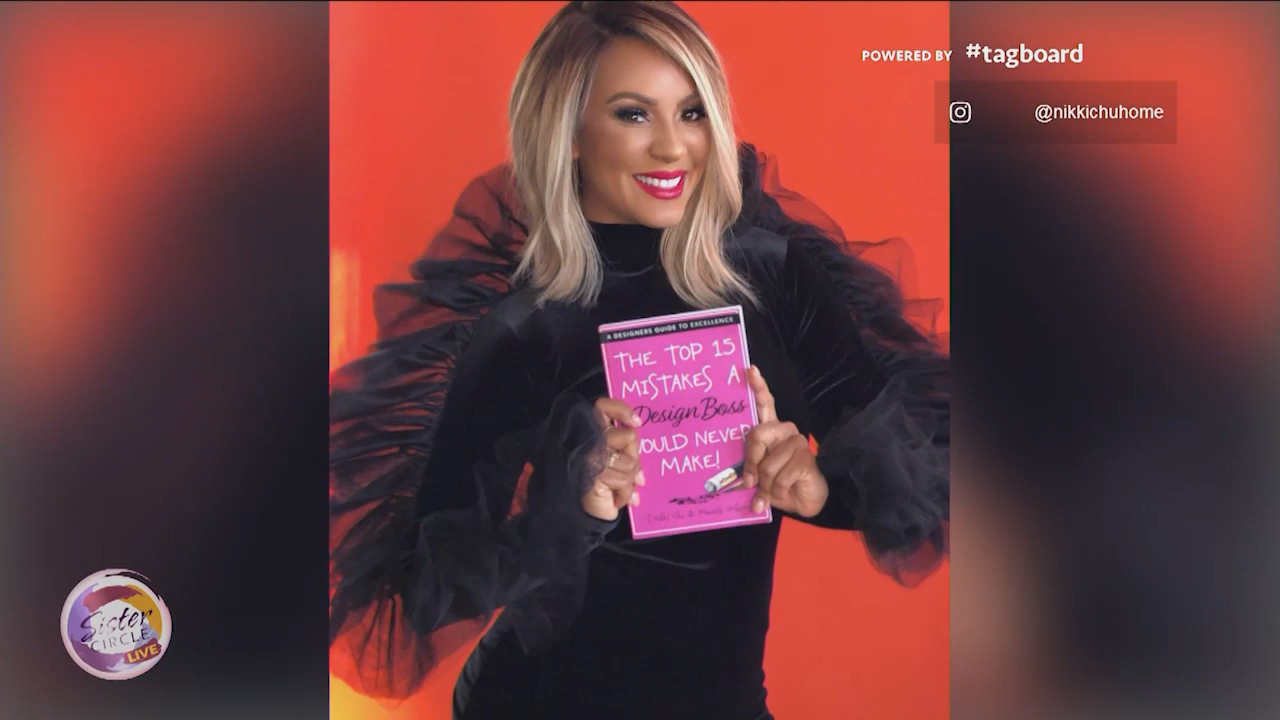 POWERED BY #tagboard
@nikkichuhome
A DESIGNERS GUIDE TO EXCELLENCE
THE TOP 15
MISTAKES A
Design Boss
WOULD NEVER
MAKE!
Sister
CIRCLE
LIVE